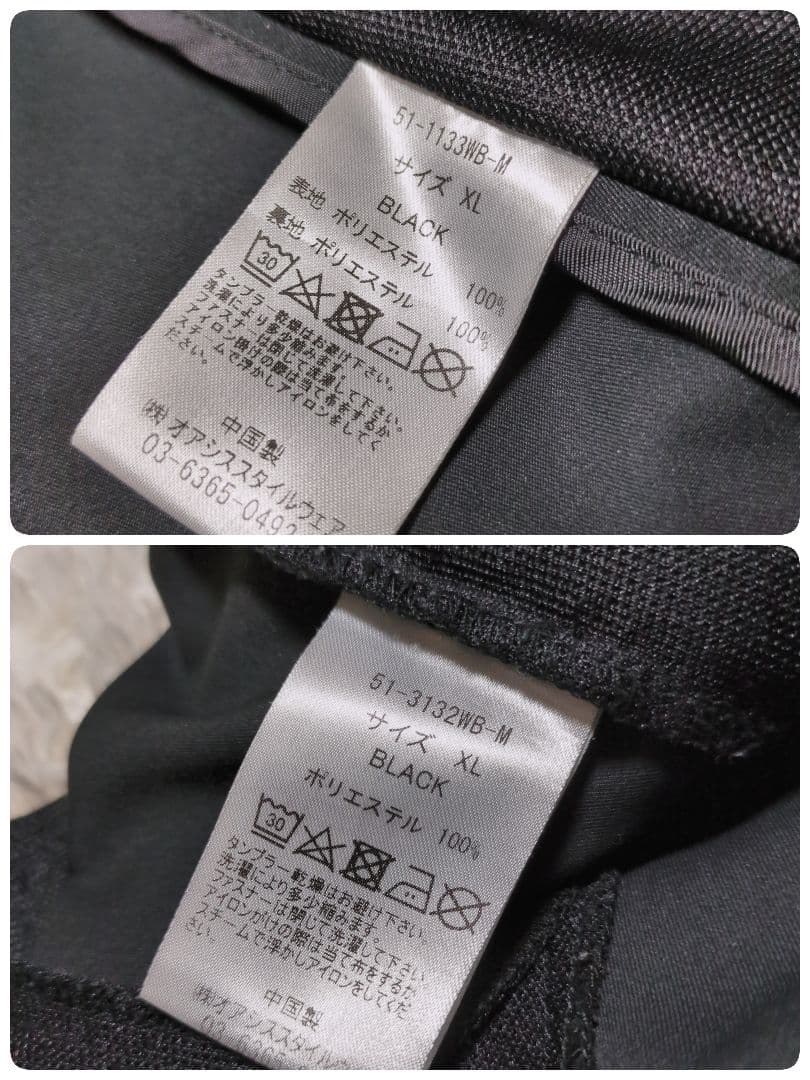 51-1133WB-M
サイズ XL
BLACK
表地 ポリエステル 100%
裏地 ポリエステル 100%
30
タンブラー乾燥はお避け下さい。
洗濯により多少縮みます。
ファスナーは閉じて洗濯して下さい。
アイロン掛けの際は当て布をするか
スチームで浮かしアイロンをしてく
ださい。
中国製
(株)オアシススタイルウェア
03-6365-0492
51-3132WB-M
サイズ XL
BLACK
ポリエステル 100%
30
タンブラー乾燥はお避け下さい。
洗濯により多少縮みます。
ファスナーは閉じて洗濯して下さい。
アイロンがけの際は当て布をするか
スチームで浮かしアイロンをしてくだ
さい。
中国製
(株)オアシススタイルウ